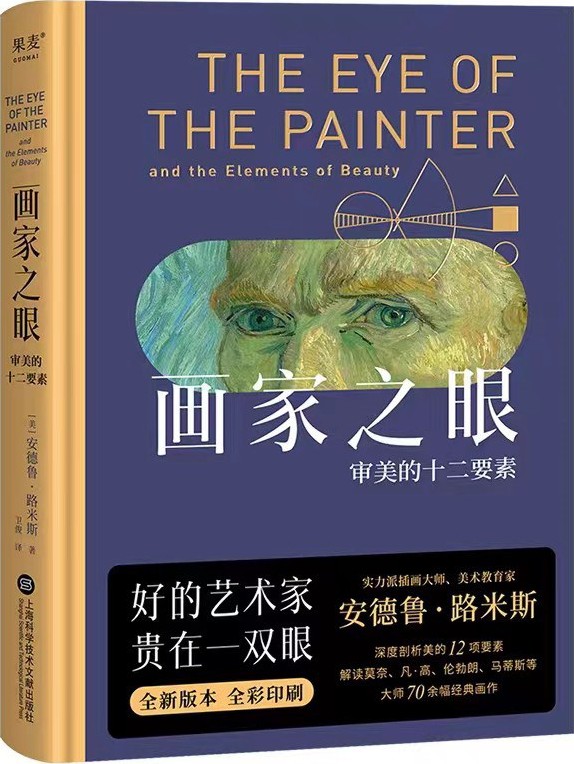 果麦
GUOMAI
THE EYE
OF THE
PAINTER
and
the Elements
of Beauty
画家之眼
审美的
十二要素
[美] 安德鲁·路米斯 著
卫俊 译
上海科学技术文献出版社
Shanghai Scientific and Technological Literature Press
THE EYE OF
THE PAINTER
and the Elements of Beauty
画家之眼
审美的十二要素
好的艺术家
贵在一双眼
全新版本 全彩印刷
实力派插画大师、美术教育家
安德鲁·路米斯
深度剖析美的12项要素
解读莫奈、凡·高、伦勃朗、马蒂斯等
大师70余幅经典画作